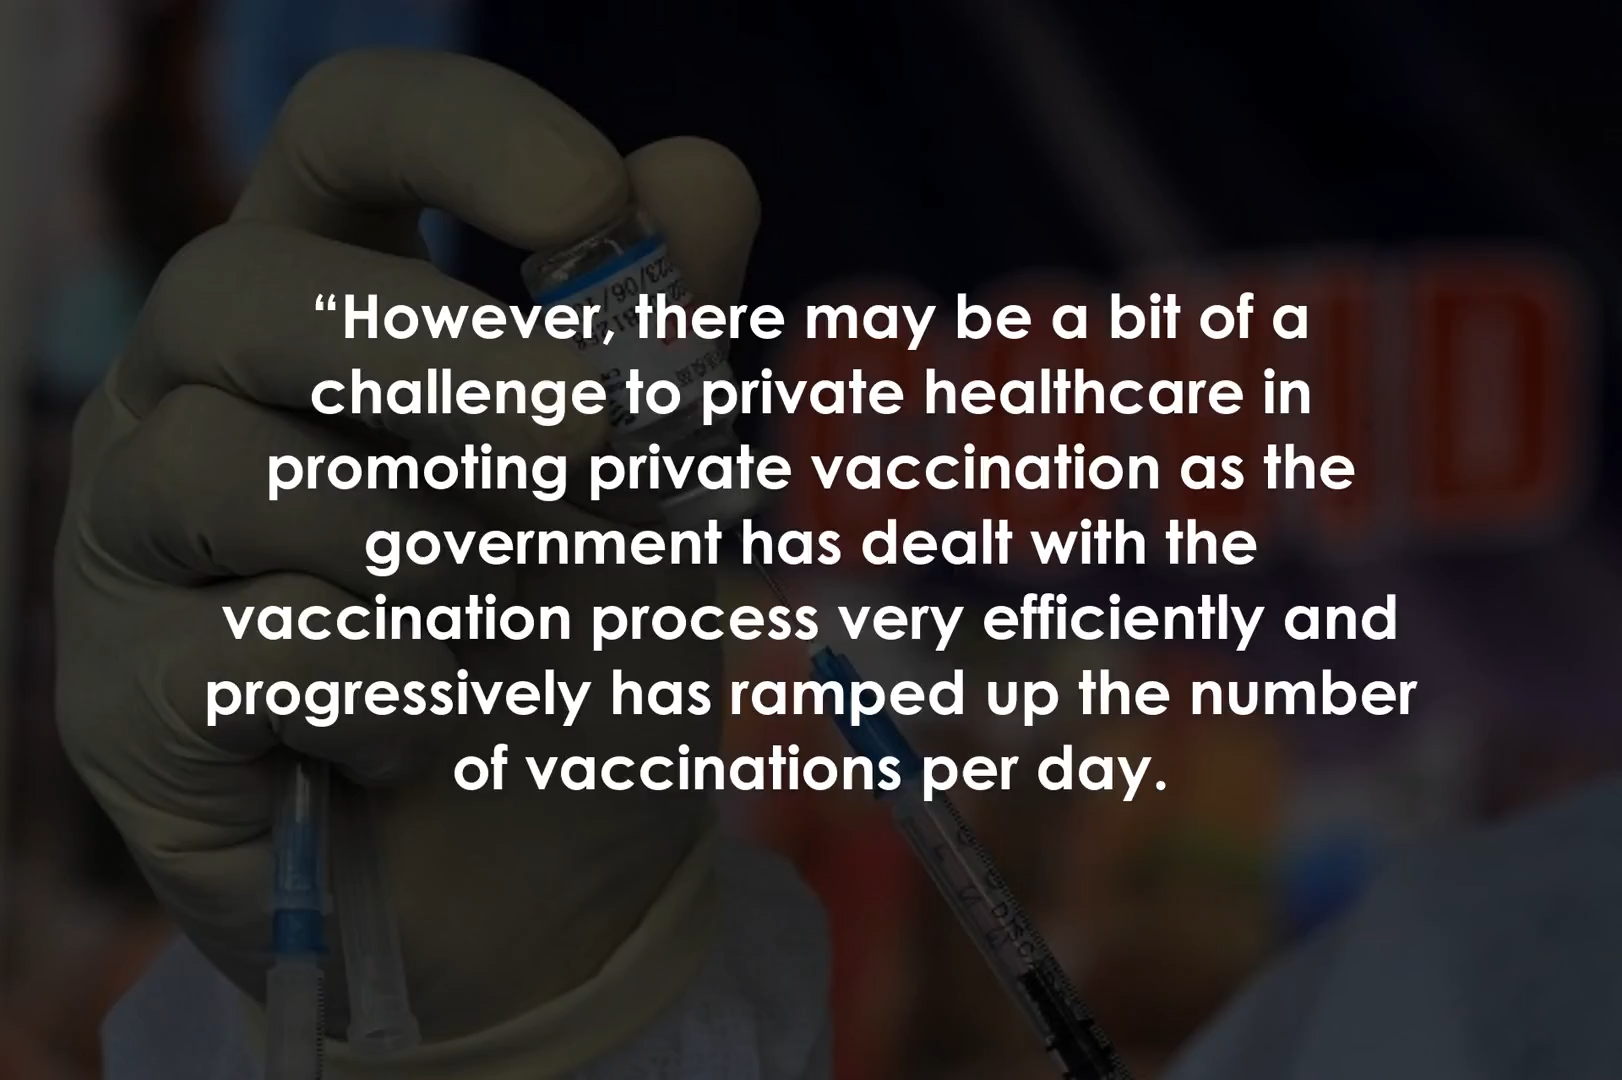 “However, there may be a bit of a
challenge to private healthcare in
promoting private vaccination as the
government has dealt with the
vaccination process very efficiently and
progressively has ramped up the number
of vaccinations per day.
COVID